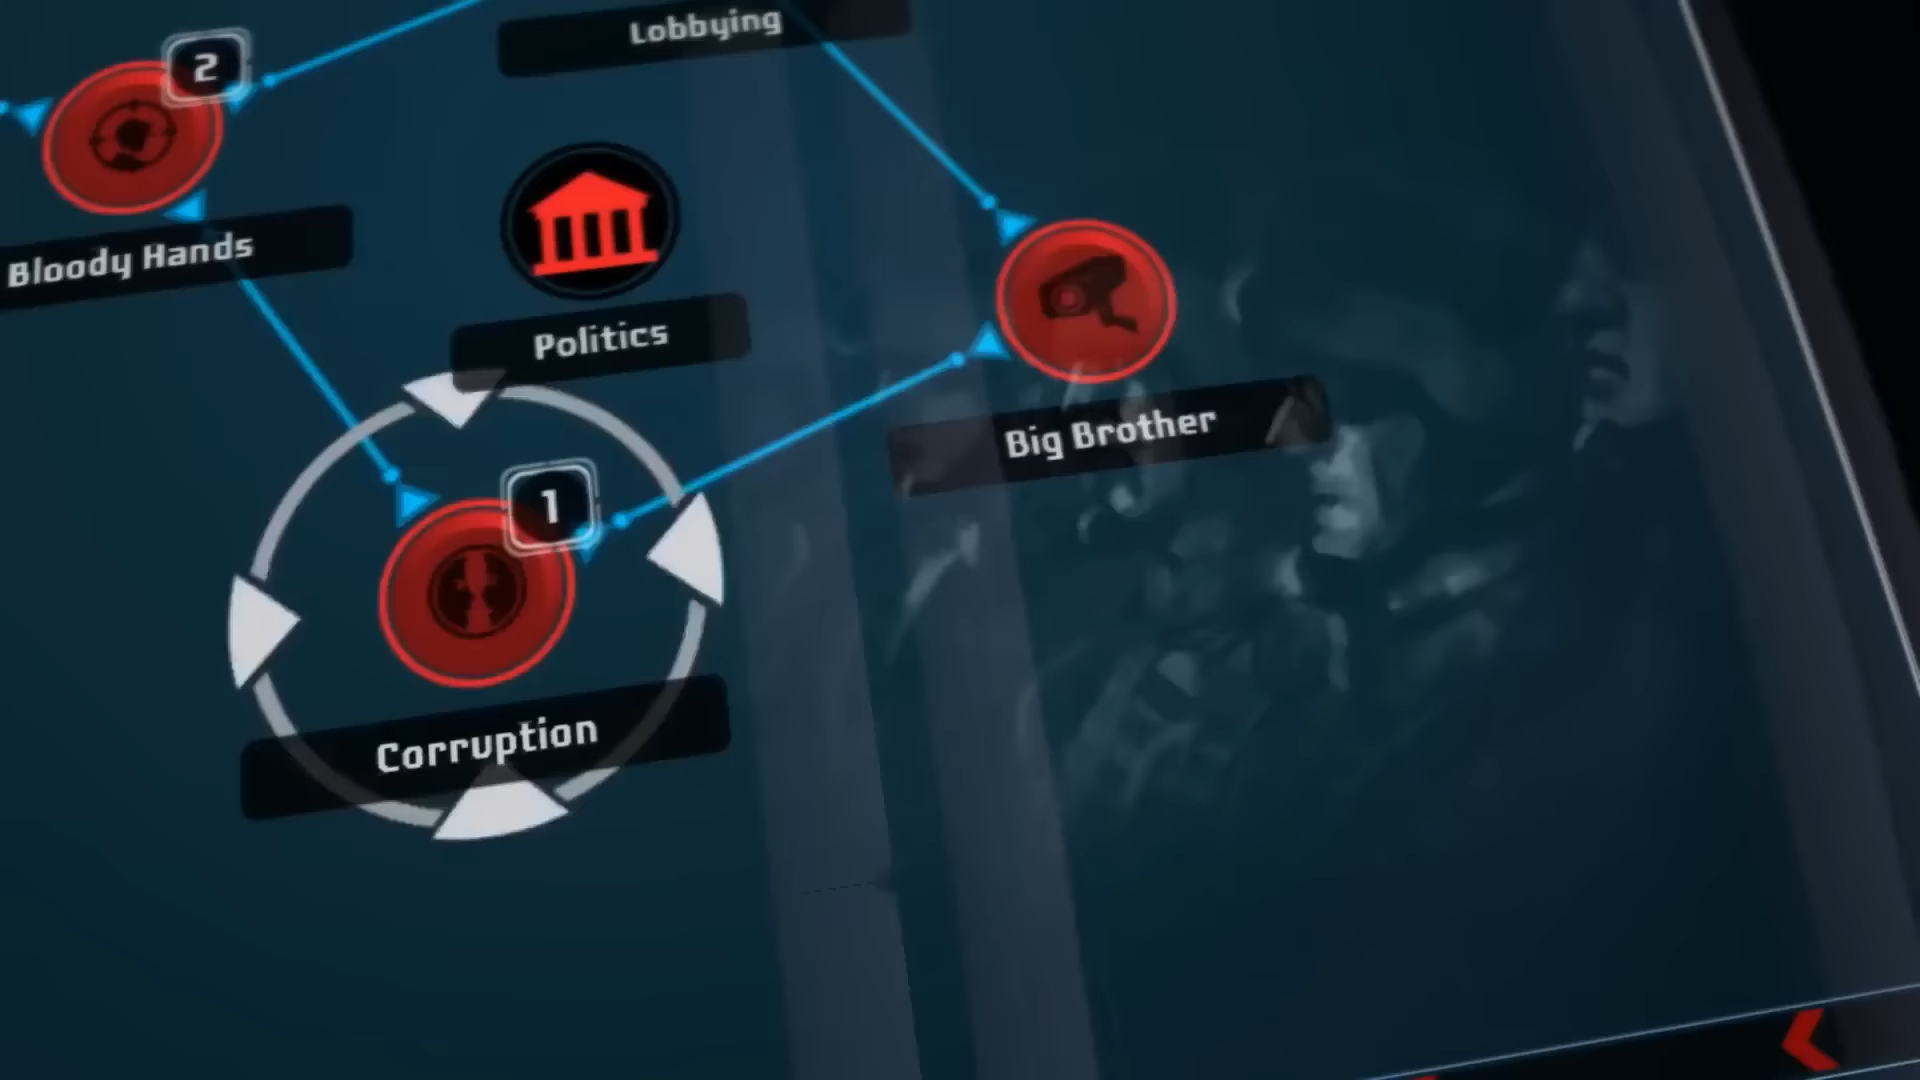 Lobbying
2
Bloody Hands
Politics
Big Brother
1
Corruption